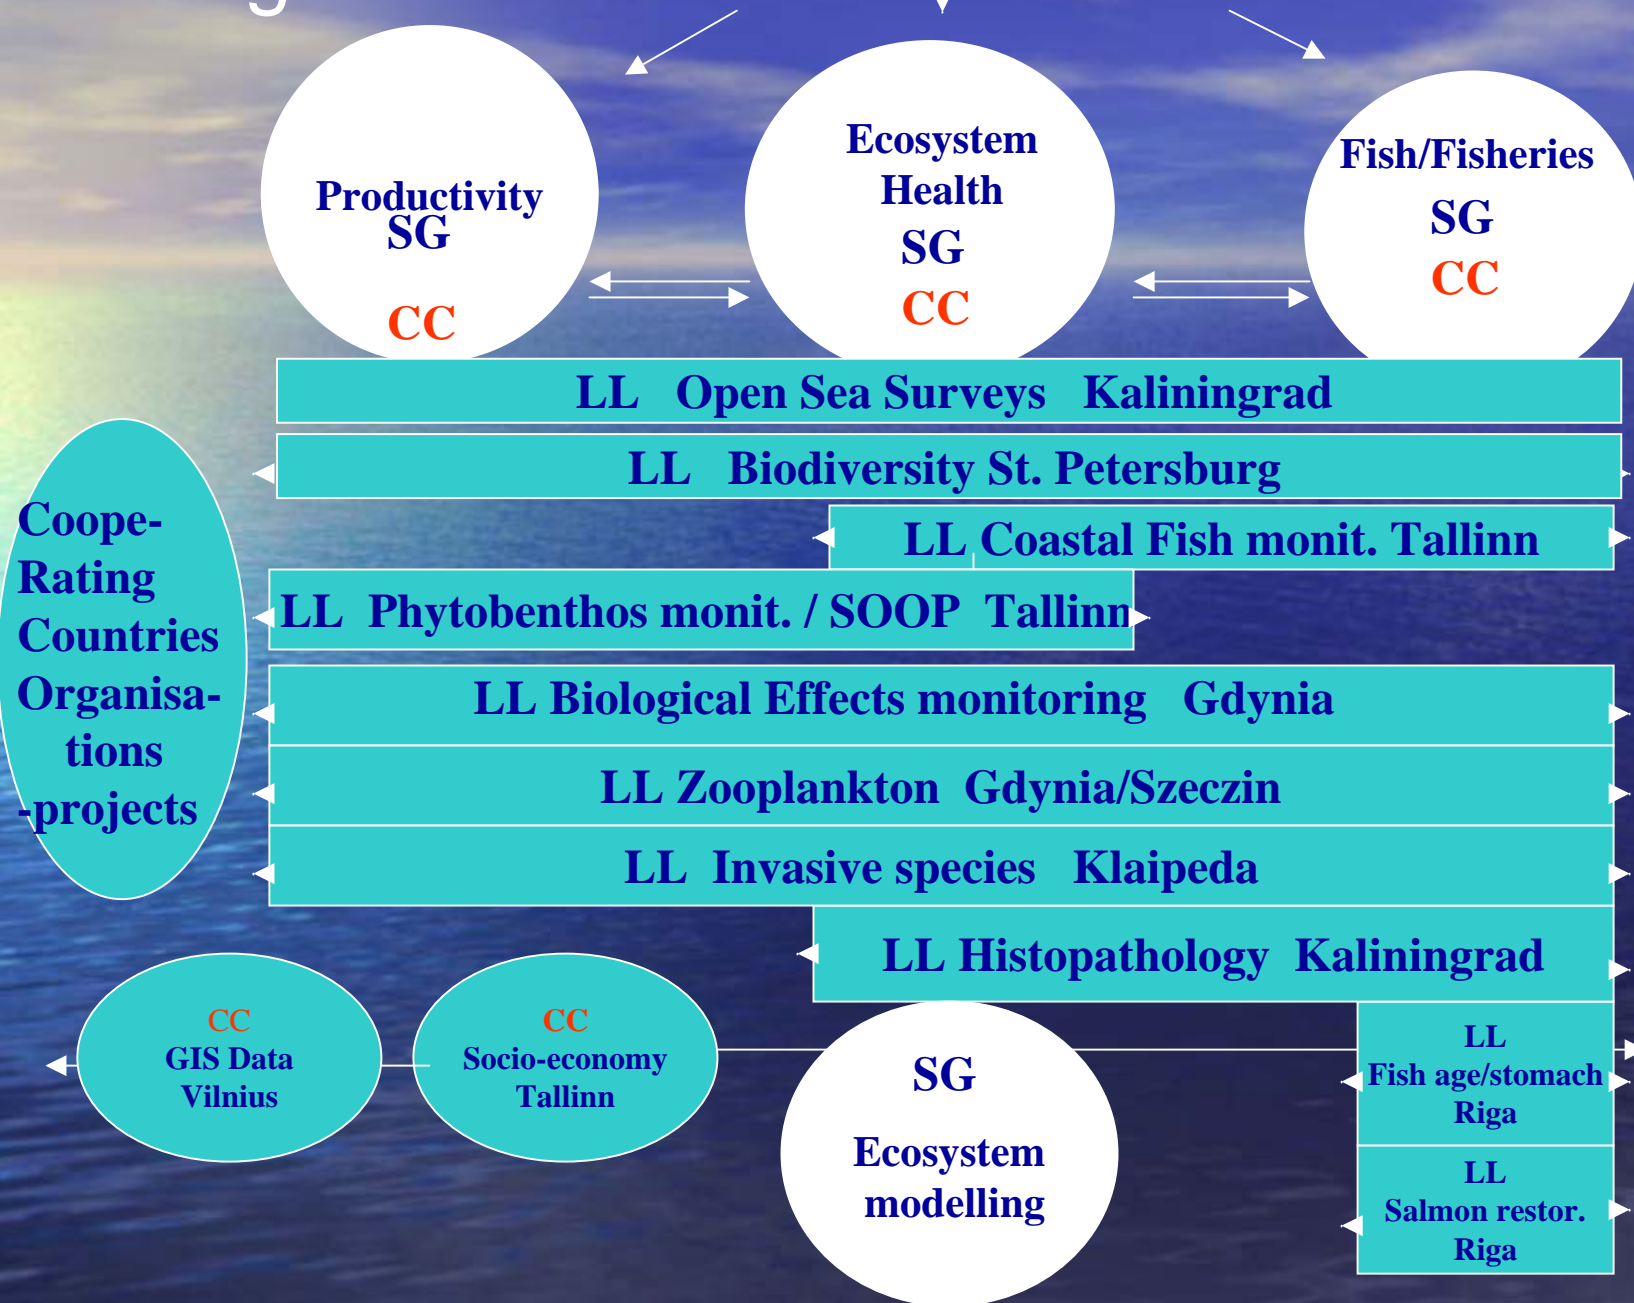 Productivity
SG
CC
Ecosystem
Health
SG
CC
Fish/Fisheries
SG
CC
LL Open Sea Surveys Kaliningrad
LL Biodiversity St. Petersburg
LL Coastal Fish monit. Tallinn
LL Phytobenthos monit. / SOOP Tallinn
LL Biological Effects monitoring Gdynia
LL Zooplankton Gdynia/Szeczin
LL Invasive species Klaipeda
LL Histopathology Kaliningrad
Coope-
Rating
Countries
Organisa-
tions
-projects
CC
GIS Data
Vilnius
CC
Socio-economy
Tallinn
SG
Ecosystem
modelling
LL
Fish age/stomach
Riga
LL
Salmon restor.
Riga